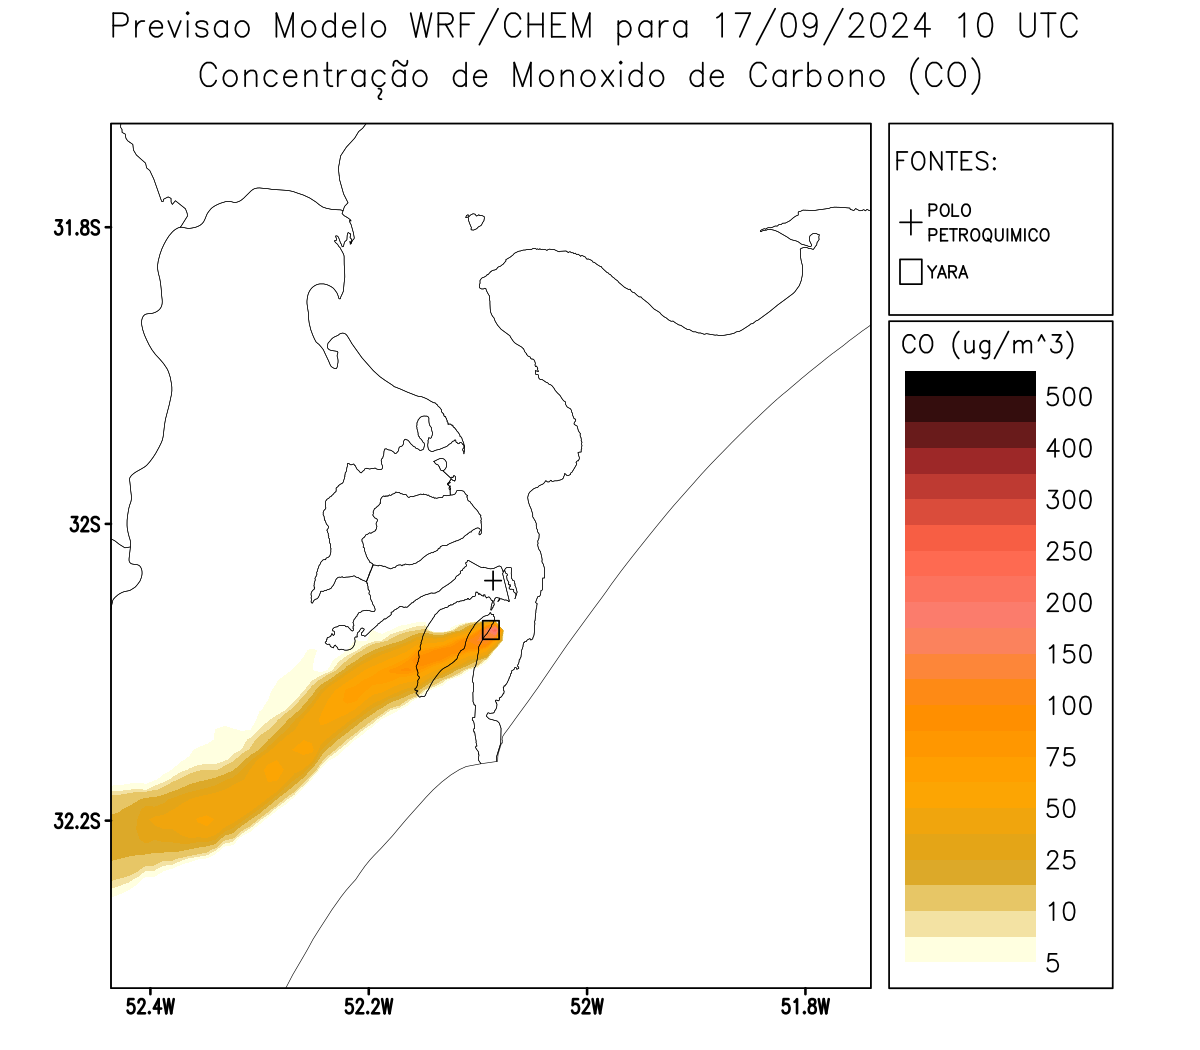 Previsao Modelo WRF/CHEM para 17/09/2024 10 UTC
Concentração de Monoxido de Carbono (CO)
FONTES:
POLO
PETROQUIMICO
YARA
CO (ug/m^3)
500
400
300
250
200
150
100
75
50
25
10
5
31.8S
32S
32.2S
52.4W
52.2W
52W
51.8W